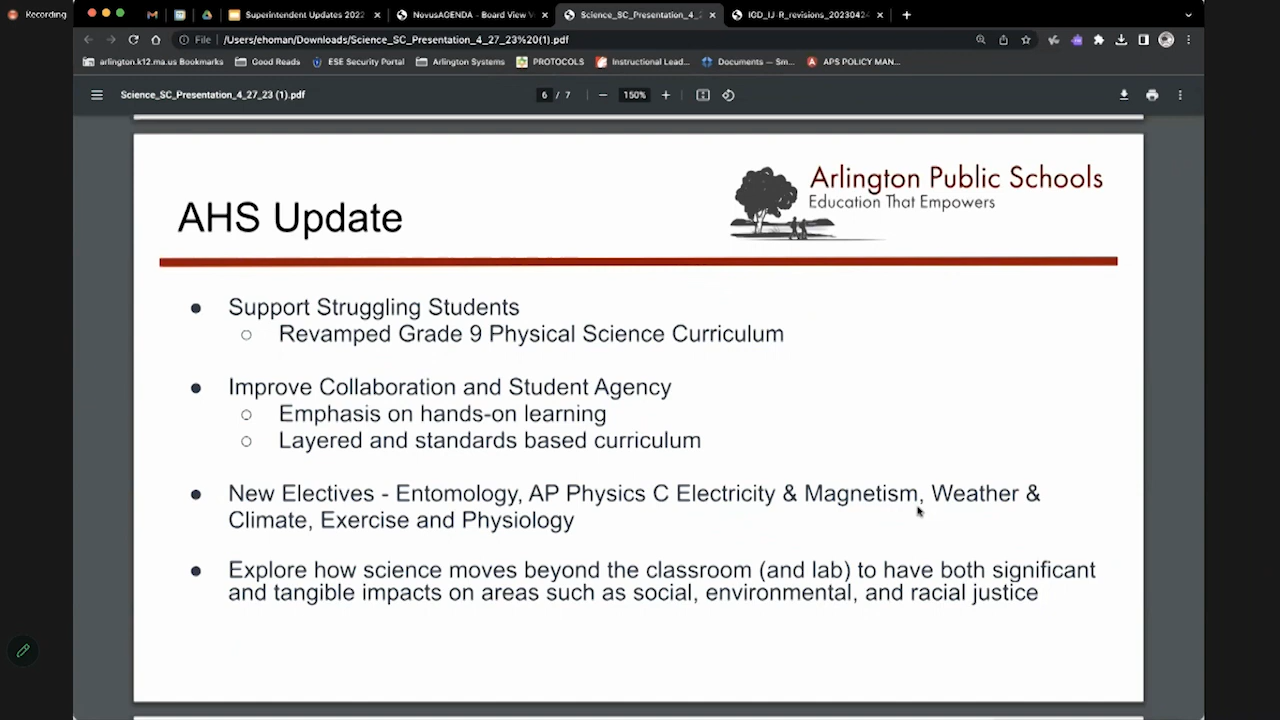 Recording
Superintendent Updates 2022
NovusAGENDA - Board View
Science_SC_Presentation_4_
IGD_IJ-R_revisions_20230424
File
/Users/ehoman/Downloads/Science_SC_Presentation_4_27_23%20(1).pdf
arlington.k12.ma.us Bookmarks
Good Reads
ESE Security Portal
Arlington Systems
PROTOCOLS
Instructional Lead...
Documents — Sm...
APS POLICY MAN...
Science_SC_Presentation_4_27_23 (1).pdf
6 / 7
150%
Arlington Public Schools
Education That Empowers
AHS Update
● Support Struggling Students
○ Revamped Grade 9 Physical Science Curriculum
● Improve Collaboration and Student Agency
○ Emphasis on hands-on learning
○ Layered and standards based curriculum
● New Electives - Entomology, AP Physics C Electricity & Magnetism, Weather &
Climate, Exercise and Physiology
● Explore how science moves beyond the classroom (and lab) to have both significant
and tangible impacts on areas such as social, environmental, and racial justice